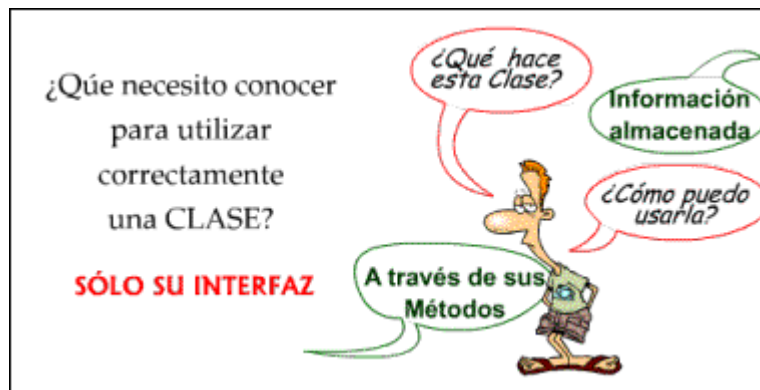 ¿Qúe necesito conocer
para utilizar
correctamente
una CLASE?
SÓLO SU INTERFAZ
¿Qué hace
esta Clase?
Información
almacenada
¿Cómo puedo
usarla?
A través de sus
Métodos